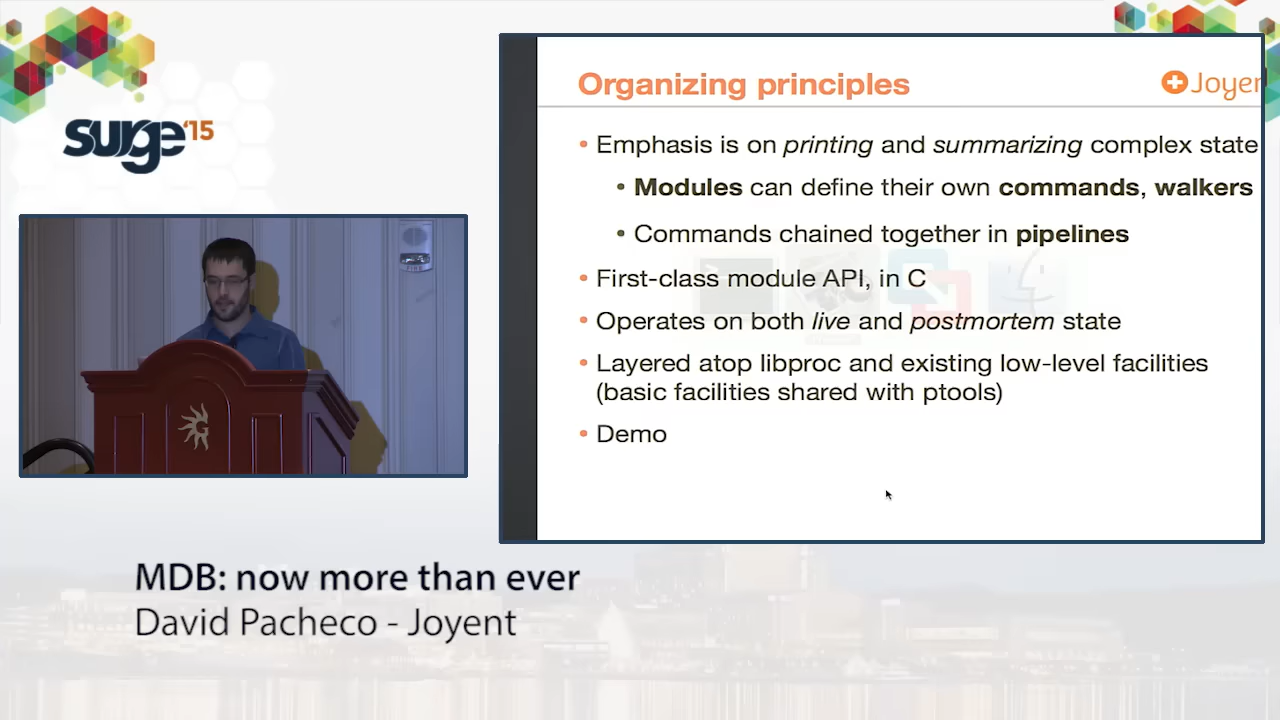 surge '15
Organizing principles
Joyen
• Emphasis is on printing and summarizing complex state
• Modules can define their own commands, walkers
• Commands chained together in pipelines
• First-class module API, in C
• Operates on both live and postmortem state
• Layered atop libproc and existing low-level facilities
(basic facilities shared with ptools)
• Demo
FIRE
MDB: now more than ever
David Pacheco - Joyent